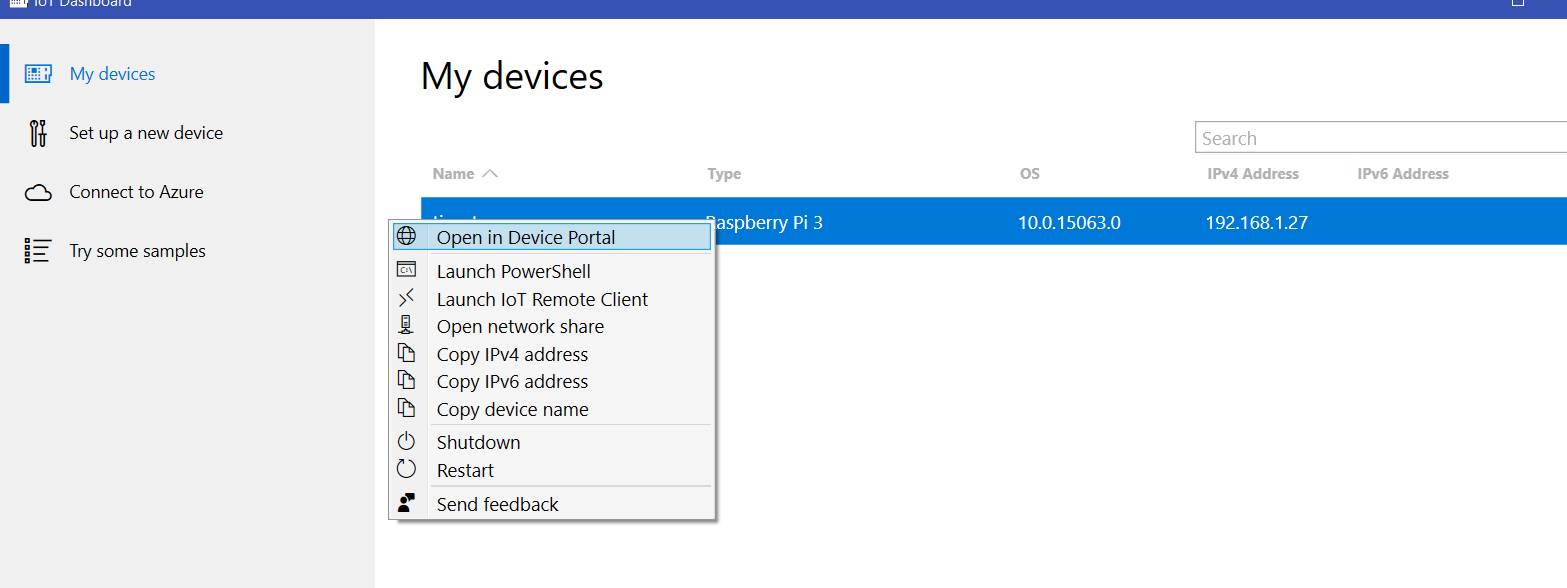 IoT Dashboard
My devices
Set up a new device
Connect to Azure
Try some samples
My devices
Search
Name Type OS IPv4 Address IPv6 Address
Raspberry Pi 3 10.0.15063.0 192.168.1.27
Open in Device Portal
Launch PowerShell
Launch IoT Remote Client
Open network share
Copy IPv4 address
Copy IPv6 address
Copy device name
Shutdown
Restart
Send feedback